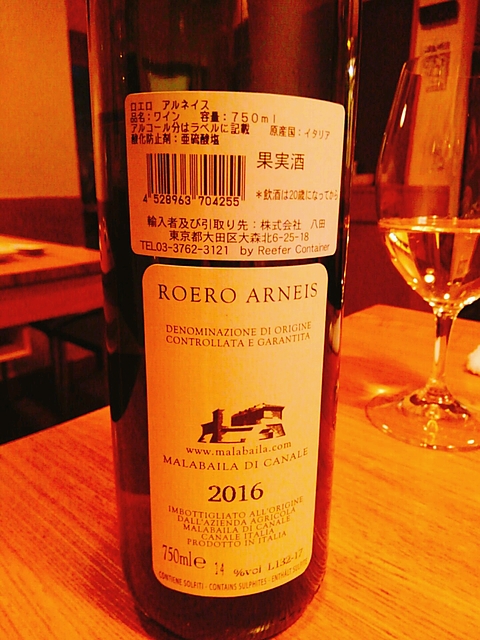 ロエロ アルネイス
品名:ワイン 容量:750ml
アルコール分はラベルに記載 原産国:イタリア
酸化防止剤:亜硫酸塩
果実酒
4 528963 704255
*飲酒は20歳になってから
輸入者及び引取り先:株式会社 八田
東京都大田区大森北6-25-18
TEL03-3762-3121 by Reefer Container
ROERO ARNEIS
DENOMINAZIONE DI ORIGINE
CONTROLLATA E GARANTITA
www.malabaila.com
MALABAILA DI CANALE
2016
IMBOTTIGLIATO ALL'ORIGINE
DALL'AZIENDA AGRICOLA
MALABAILA DI CANALE
CANALE ITALIA
PRODOTTO IN ITALIA
750ml e 14 %vol L132-17
CONTIENE SOLFITI - CONTAINS SULPHITES - ENTHÄLT SULFITE